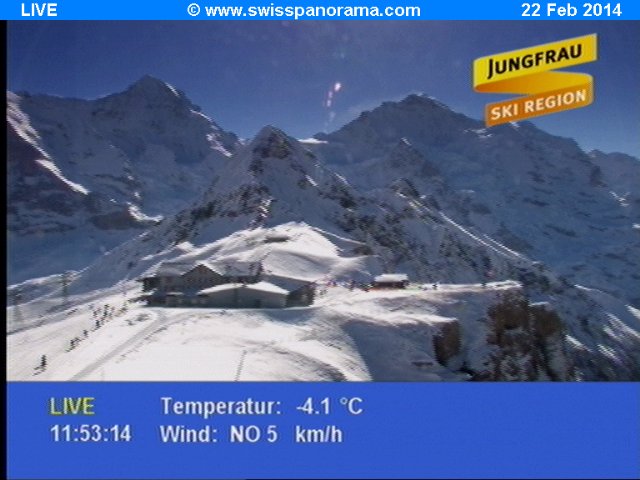 LIVE © www.swisspanorama.com 22 Feb 2014
JUNGFRAU
SKI REGION
LIVE Temperatur: -4.1 °C
11:53:14 Wind: NO 5 km/h